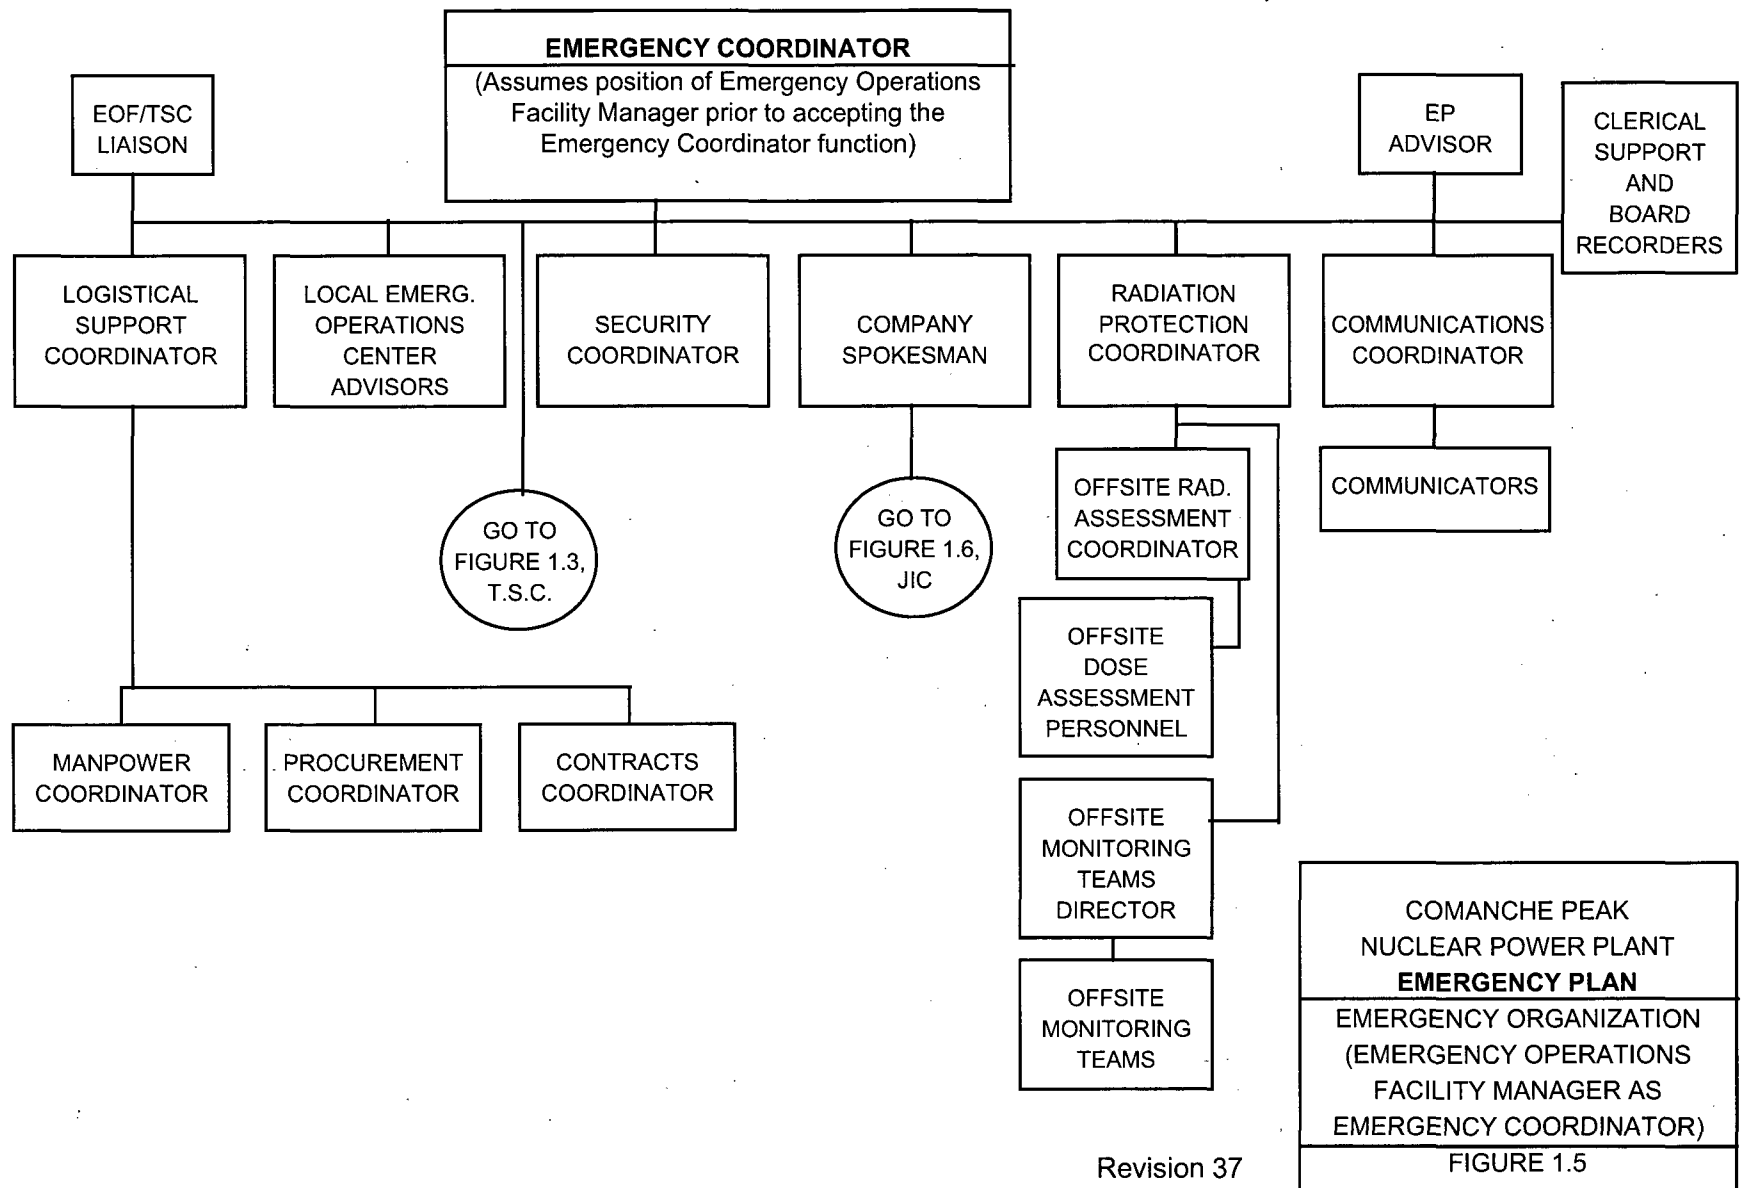 EMERGENCY COORDINATOR
(Assumes position of Emergency Operations
Facility Manager prior to accepting the
Emergency Coordinator function)
EOF/TSC
LIAISON
EP
ADVISOR
CLERICAL
SUPPORT
AND
BOARD
RECORDERS
LOGISTICAL
SUPPORT
COORDINATOR
LOCAL EMERG.
OPERATIONS
CENTER
ADVISORS
SECURITY
COORDINATOR
COMPANY
SPOKESMAN
RADIATION
PROTECTION
COORDINATOR
COMMUNICATIONS
COORDINATOR
GO TO
FIGURE 1.3,
T.S.C.
GO TO
FIGURE 1.6,
JIC
OFFSITE RAD.
ASSESSMENT
COORDINATOR
COMMUNICATORS
OFFSITE
DOSE
ASSESSMENT
PERSONNEL
MANPOWER
COORDINATOR
PROCUREMENT
COORDINATOR
CONTRACTS
COORDINATOR
OFFSITE
MONITORING
TEAMS
DIRECTOR
OFFSITE
MONITORING
TEAMS
COMANCHE PEAK
NUCLEAR POWER PLANT
EMERGENCY PLAN
EMERGENCY ORGANIZATION
(EMERGENCY OPERATIONS
FACILITY MANAGER AS
EMERGENCY COORDINATOR)
FIGURE 1.5
Revision 37